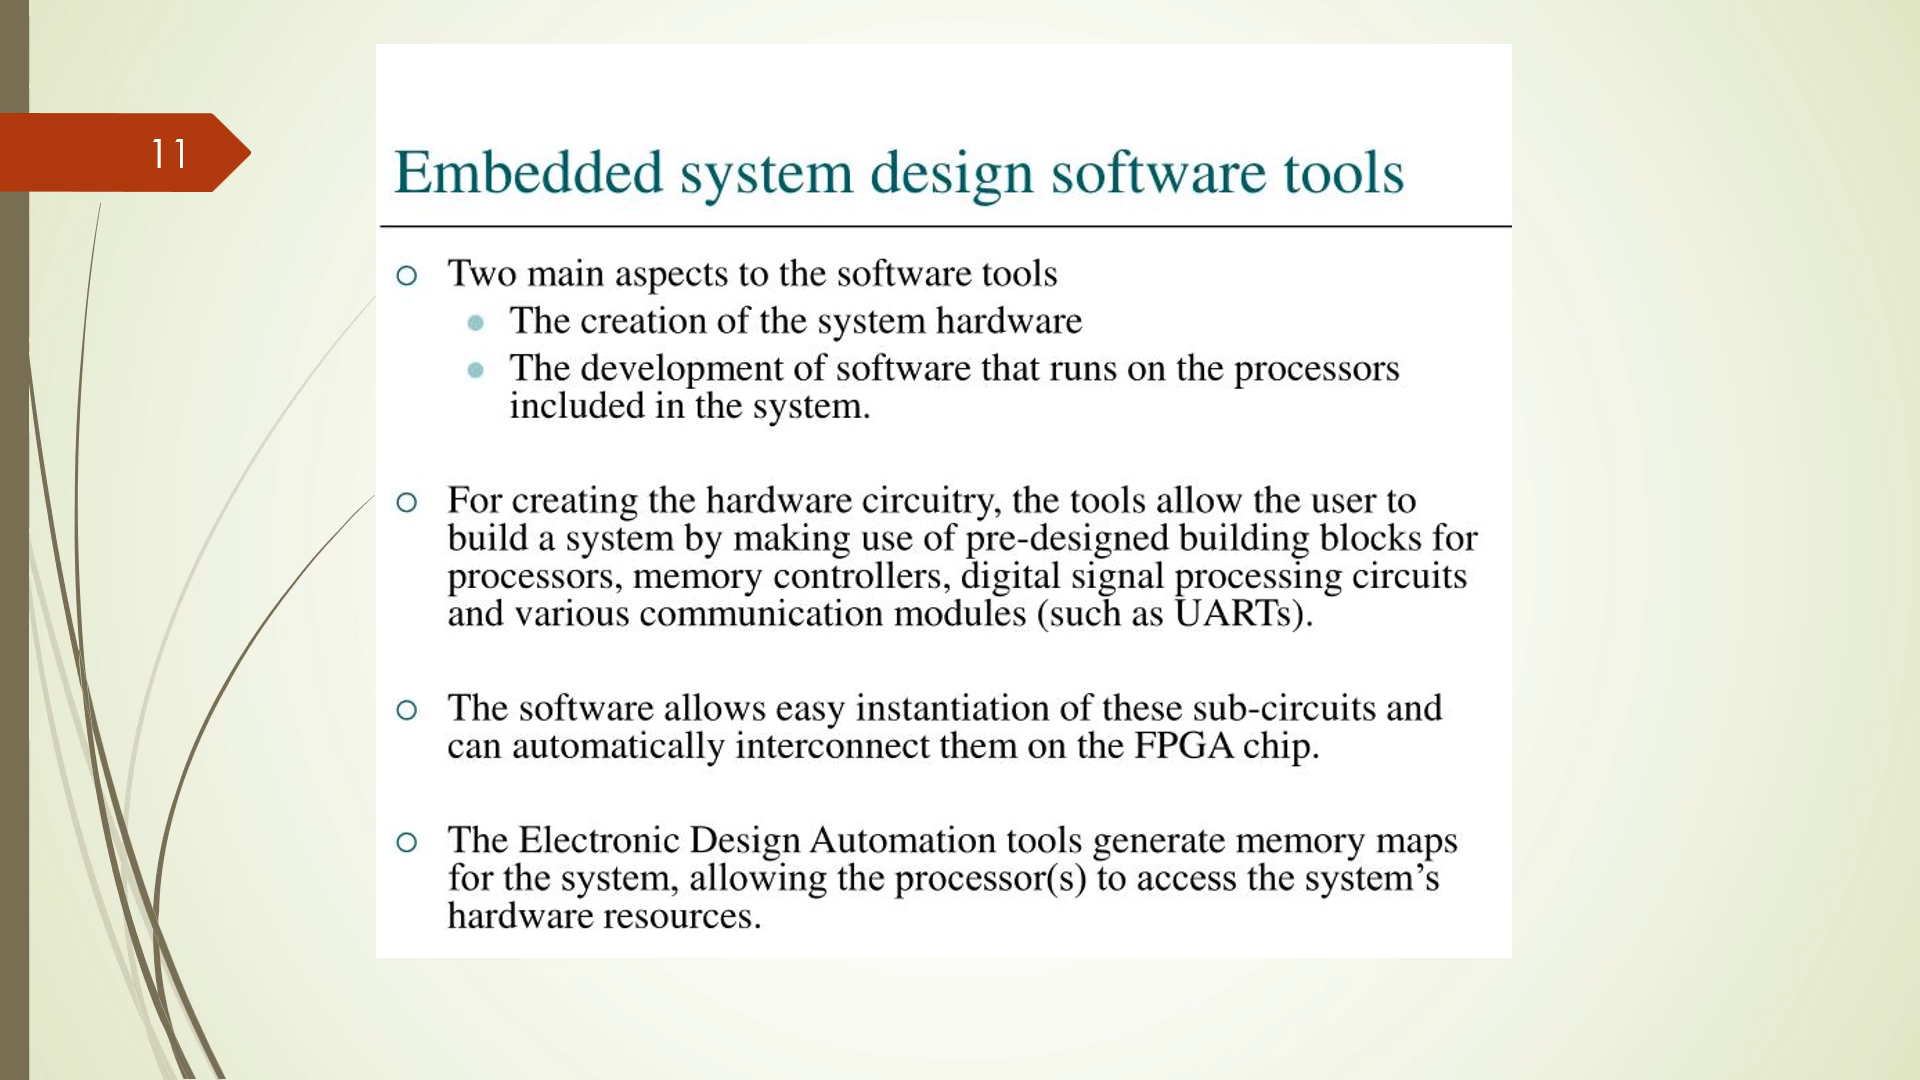 11
Embedded system design software tools
Two main aspects to the software tools
The creation of the system hardware
The development of software that runs on the processors
included in the system.
For creating the hardware circuitry, the tools allow the user to
build a system by making use of pre-designed building blocks for
processors, memory controllers, digital signal processing circuits
and various communication modules (such as UARTs).
The software allows easy instantiation of these sub-circuits and
can automatically interconnect them on the FPGA chip.
The Electronic Design Automation tools generate memory maps
for the system, allowing the processor(s) to access the system’s
hardware resources.